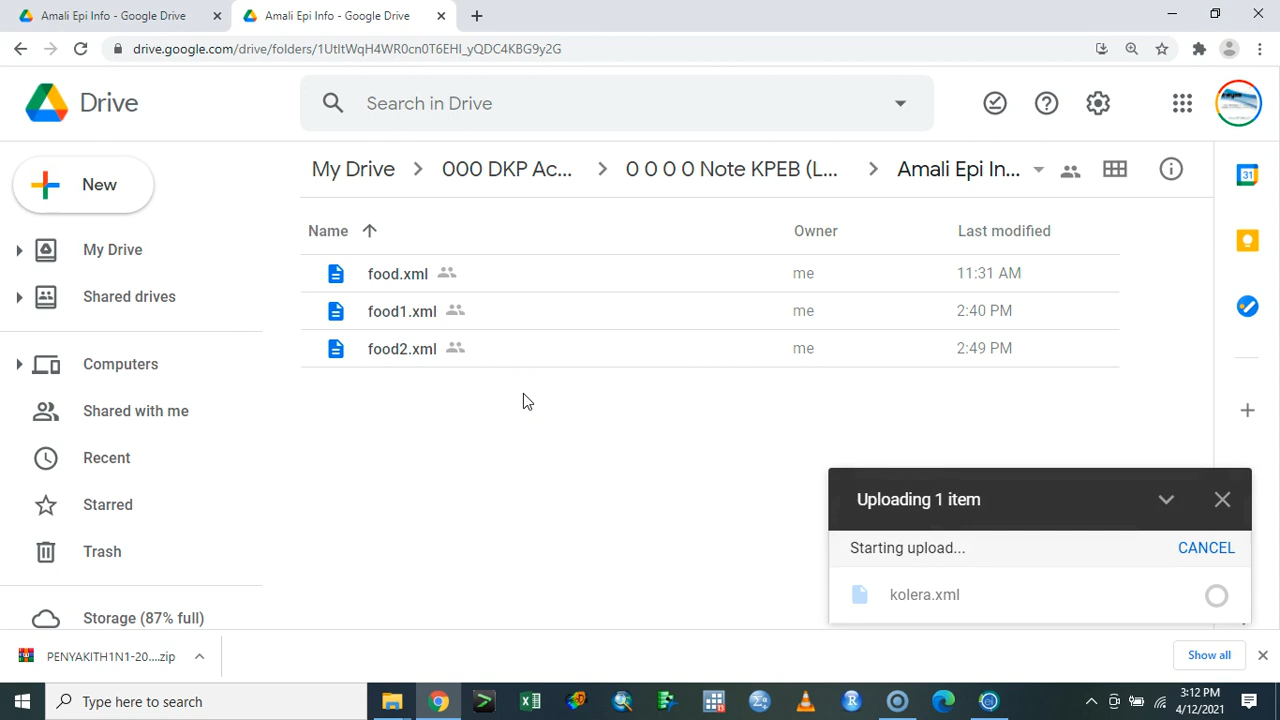 Amali Epi Info - Google Drive
Amali Epi Info - Google Drive
drive.google.com/drive/folders/1UtItWqH4WR0cn0T6EHI_yQDC4KBG9y2G
Drive
Search in Drive
New
My Drive
000 DKP Ac...
0 0 0 0 Note KPEB (L...
Amali Epi In...
My Drive
Shared drives
Computers
Shared with me
Recent
Starred
Trash
Storage (87% full)
Name
Owner
Last modified
food.xml
me
11:31 AM
food1.xml
me
2:40 PM
food2.xml
me
2:49 PM
31
Uploading 1 item
Starting upload...
CANCEL
kolera.xml
PENYAKITH1N1-20....zip
Show all
Type here to search
3:12 PM
4/12/2021